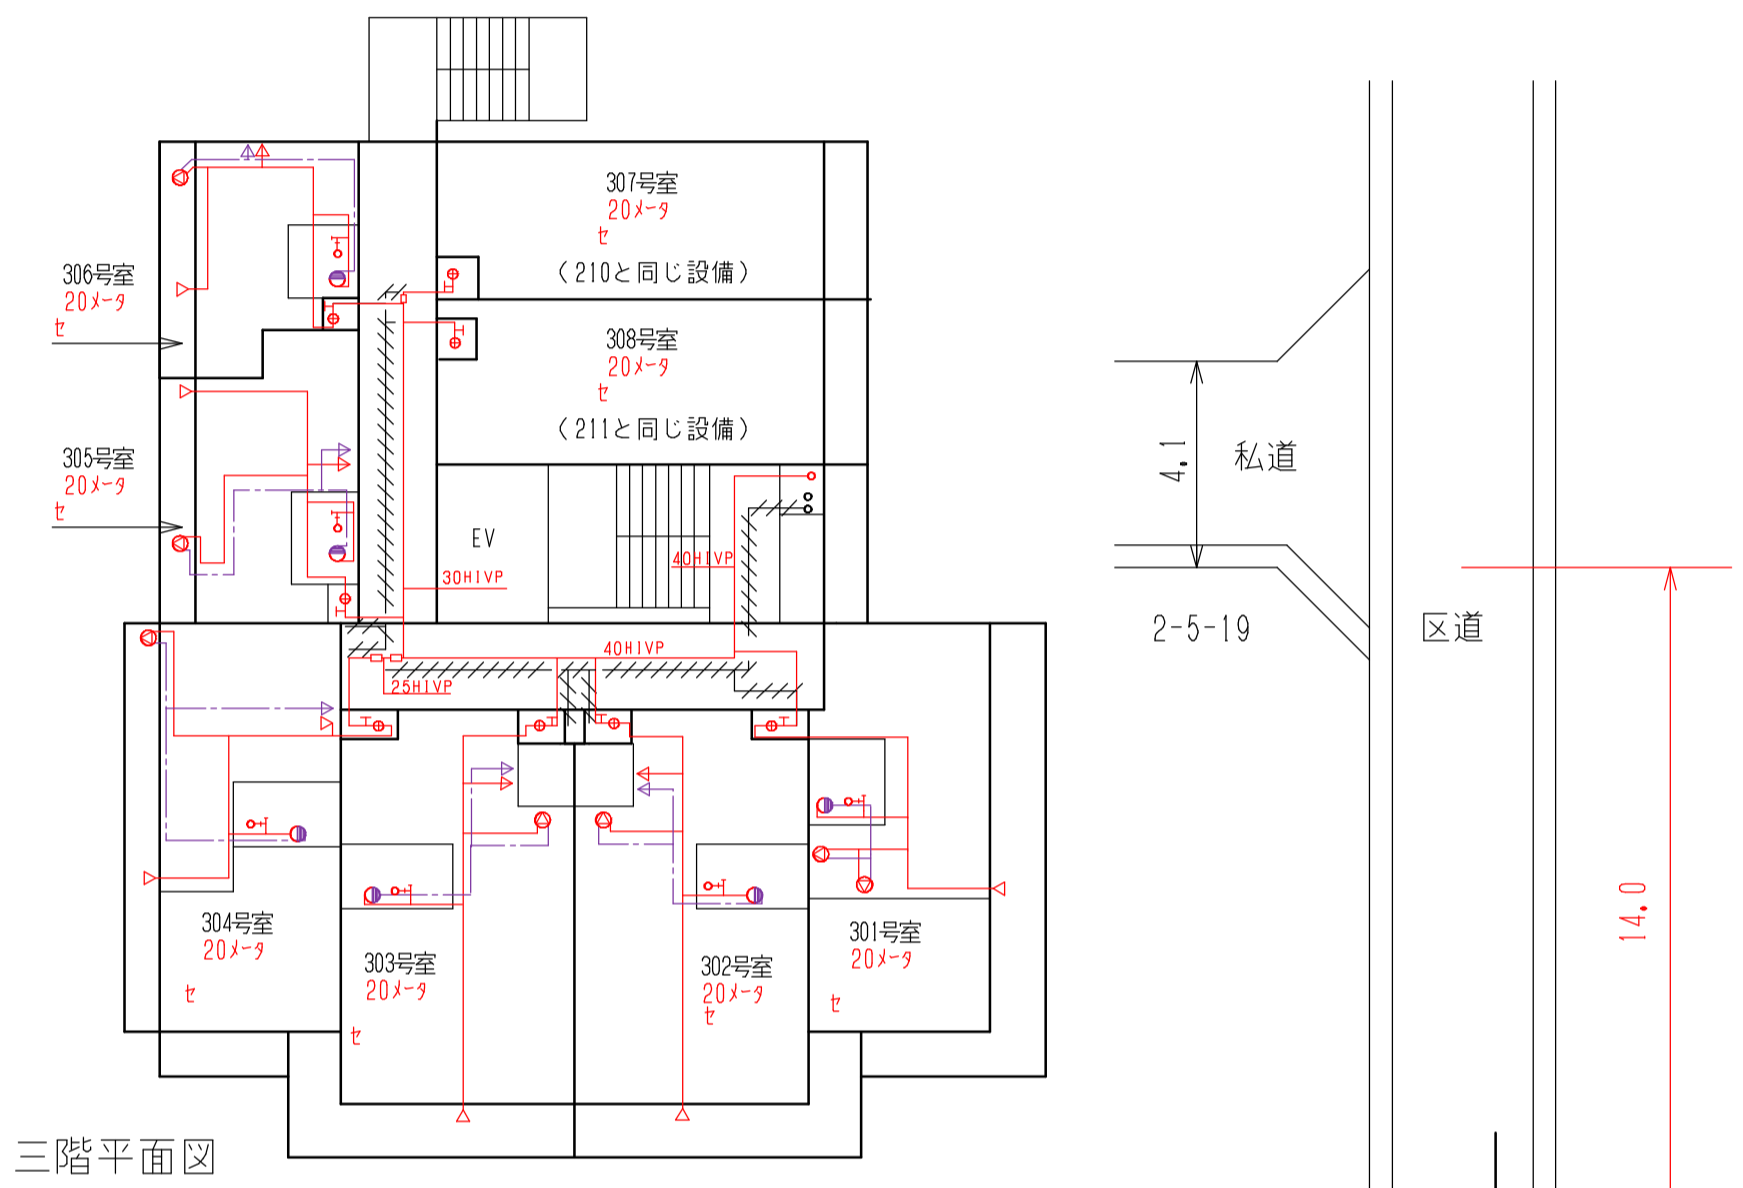 307号室
20メータ
セ
(210と同じ設備)
306号室
20メータ
セ
308号室
20メータ
セ
(211と同じ設備)
305号室
20メータ
セ
EV
40HIVP
30HIVP
40HIVP
25HIVP
304号室
20メータ
セ
303号室
20メータ
セ
302号室
20メータ
セ
301号室
20メータ
セ
三階平面図
4.1
私道
2-5-19
区道
14.0